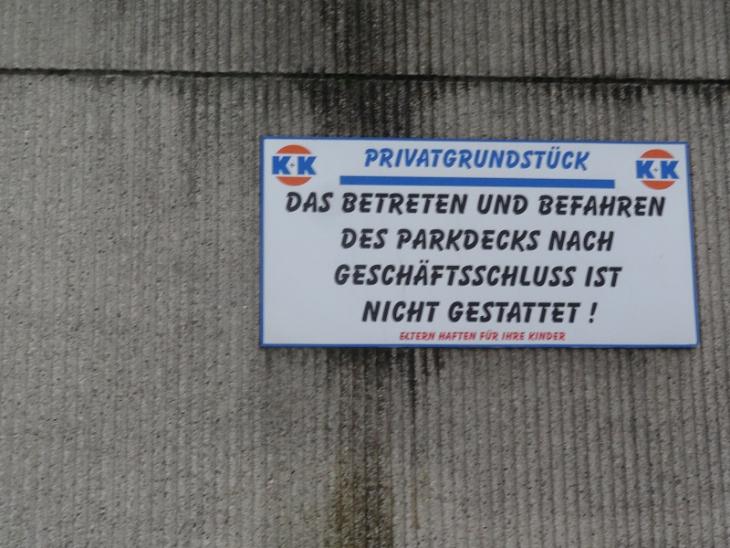 K+K PRIVATGRUNDSTÜCK K+K
DAS BETRETEN UND BEFAHREN
DES PARKDECKS NACH
GESCHÄFTSSCHLUSS IST
NICHT GESTATTET !
ELTERN HAFTEN FÜR IHRE KINDER